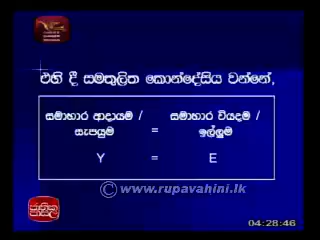 එහි දී සමතුලිත කොන්දේසිය වන්නේ,
සමාහාර ආදායම / සමාහාර වියදම /
සැපයුම = ඉල්ලුම
Y = E
© www.rupavahini.lk
04:28:46